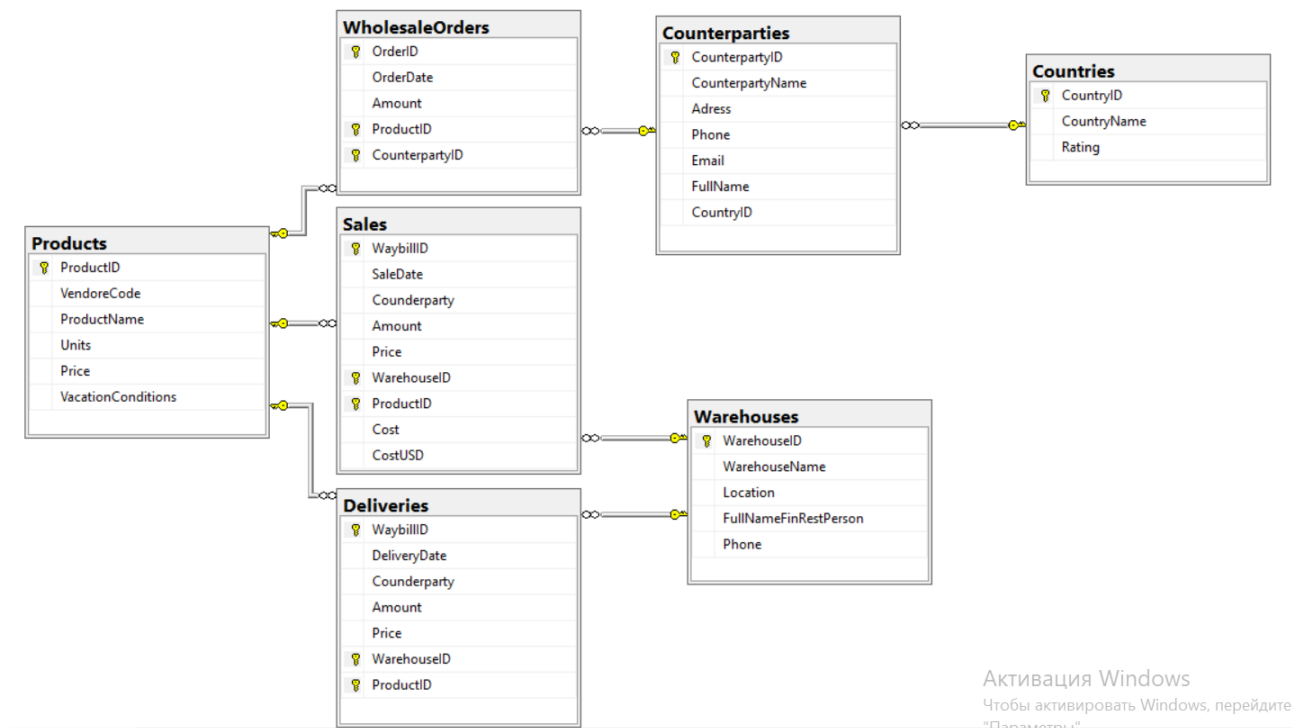 WholesaleOrders
OrderID
OrderDate
Amount
ProductID
CounterpartyID
Counterparties
CounterpartyID
CounterpartyName
Adress
Phone
Email
FullName
CountryID
Countries
CountryID
CountryName
Rating
Products
ProductID
VendoreCode
ProductName
Units
Price
VacationConditions
Sales
WaybillID
SaleDate
Counderparty
Amount
Price
WarehouseID
ProductID
Cost
CostUSD
Warehouses
WarehouseID
WarehouseName
Location
FullNameFinRestPerson
Phone
Deliveries
WaybillID
DeliveryDate
Counderparty
Amount
Price
WarehouseID
ProductID
Активация Windows
Чтобы активировать Windows, перейдите
"Параметры"